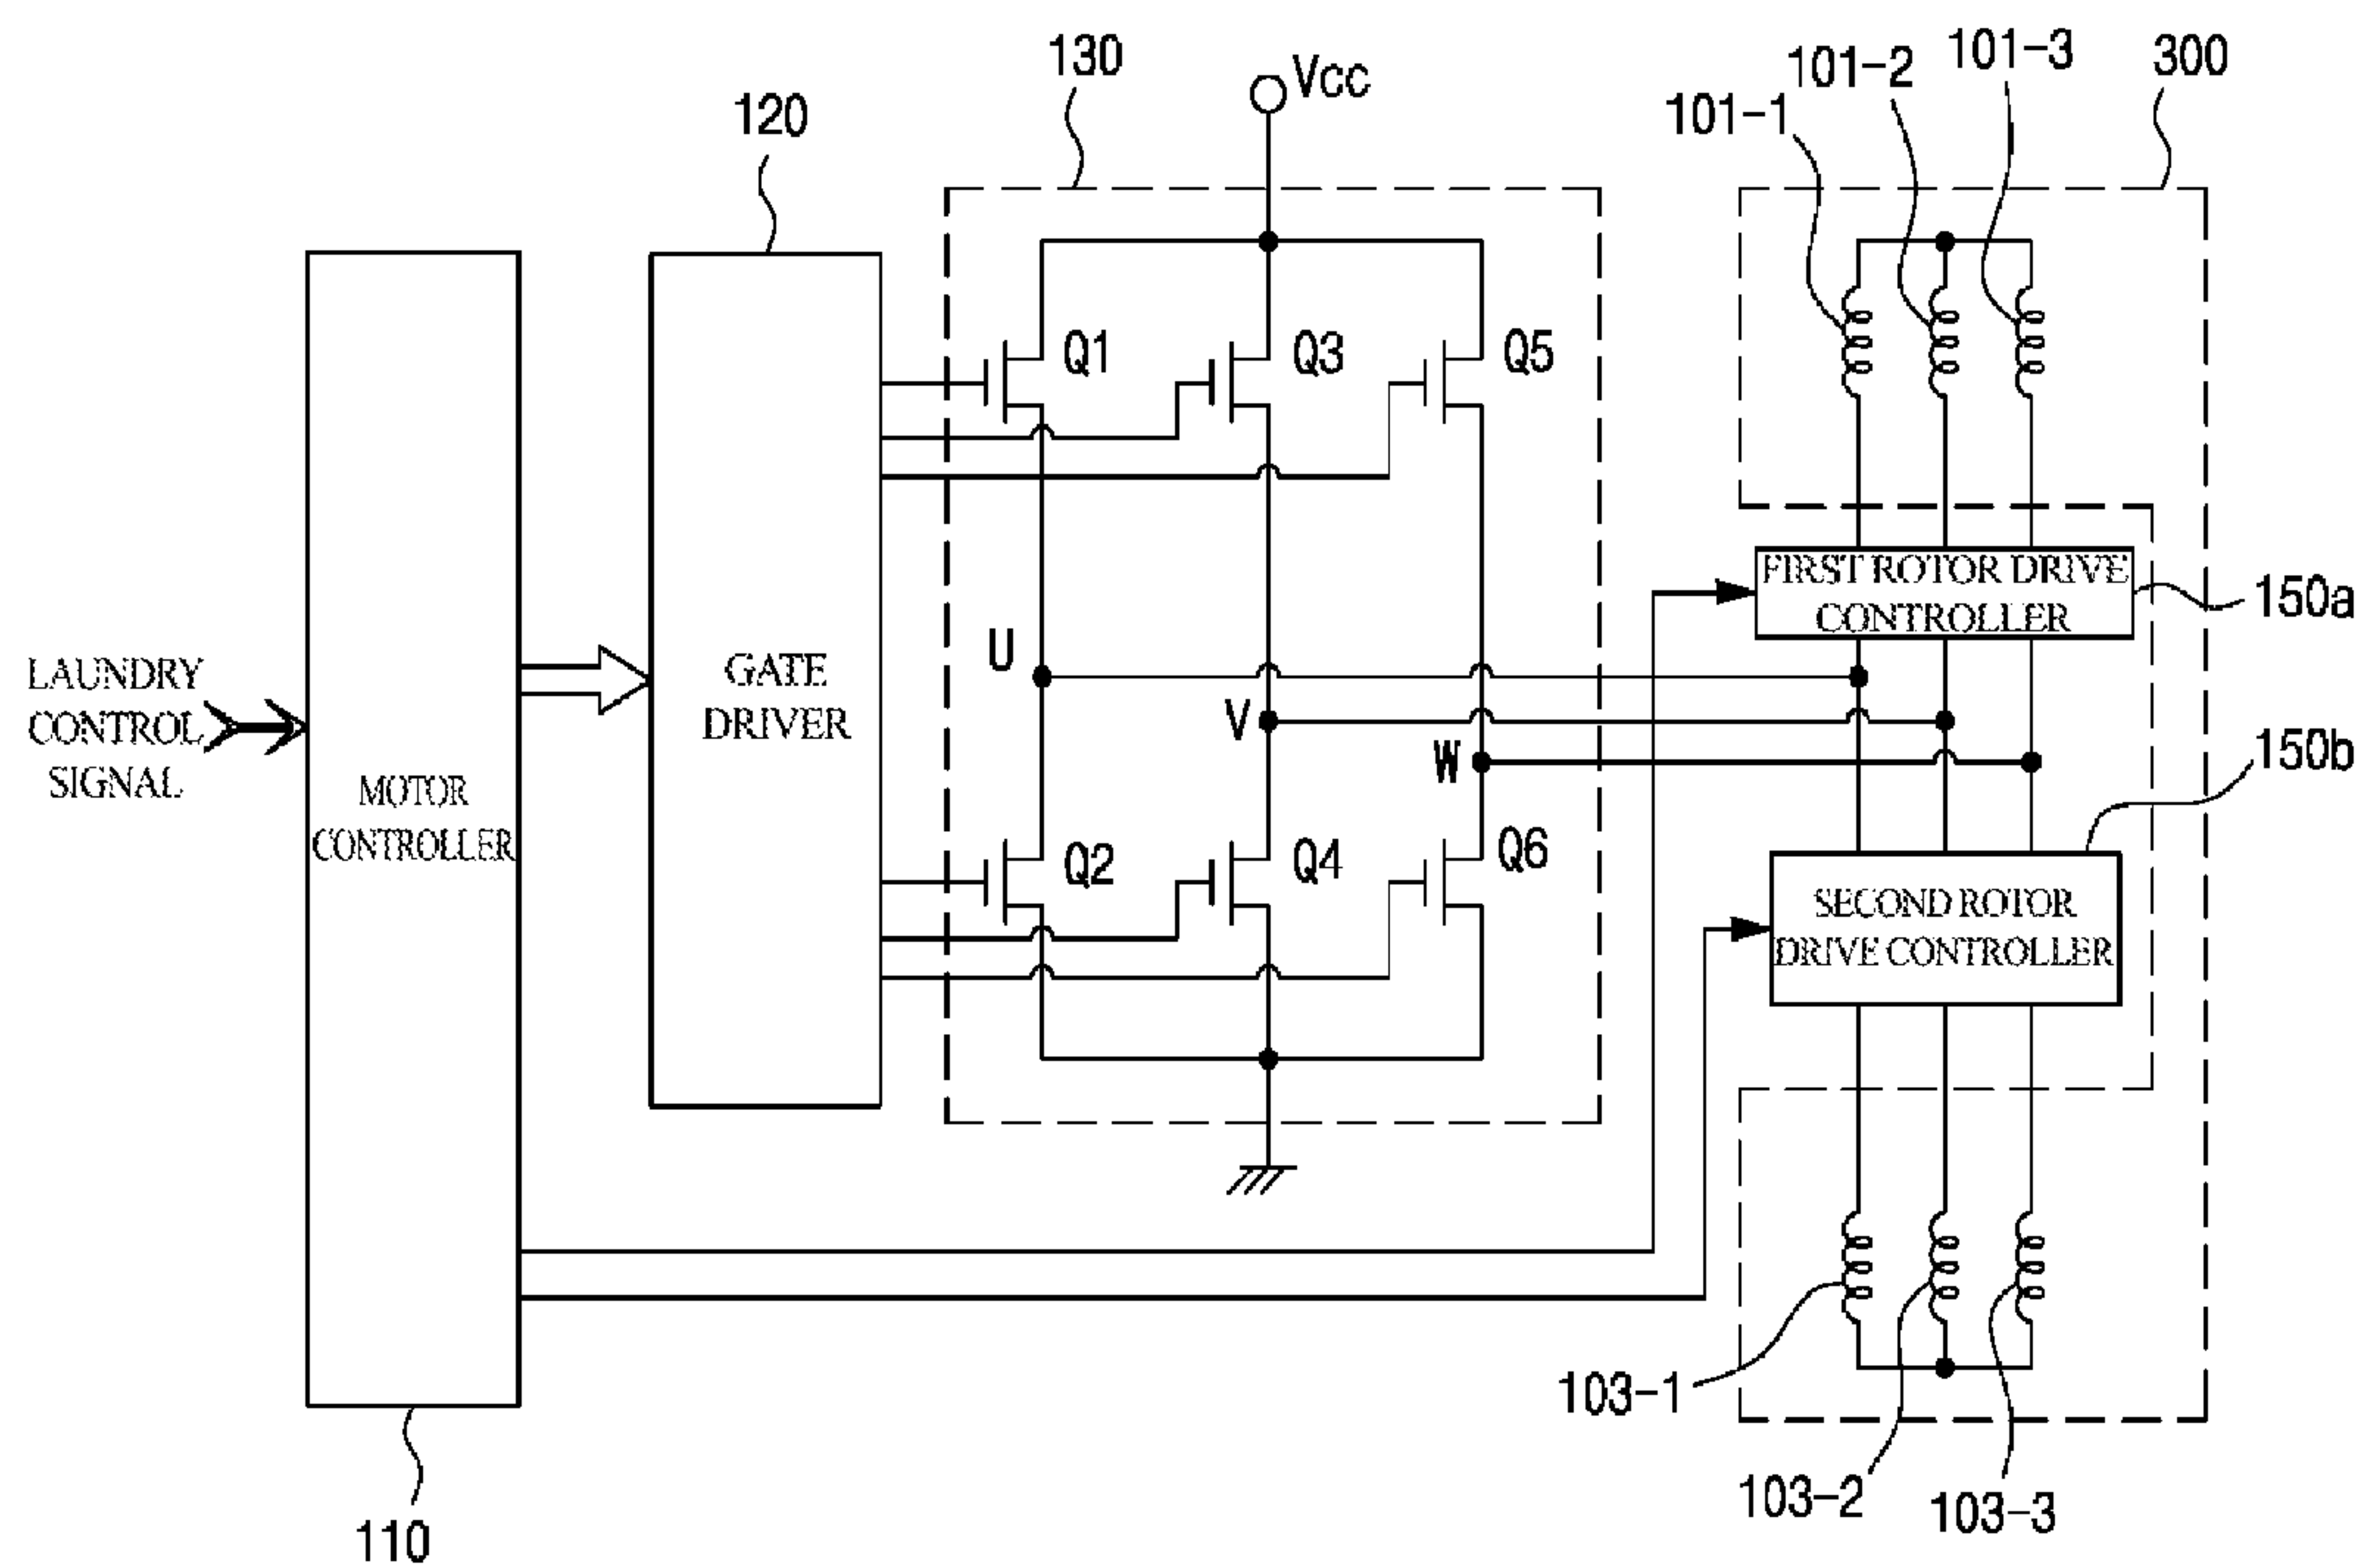 130
Vcc
101-1
101-2
101-3
300
120
Q1
Q3
Q5
FIRST ROTOR DRIVE
CONTROLLER
150a
U
V
W
LAUNDRY
CONTROL
SIGNAL
MOTOR
CONTROLLER
GATE
DRIVER
150b
Q2
Q4
Q6
SECOND ROTOR
DRIVE CONTROLLER
103-1
103-2
103-3
110